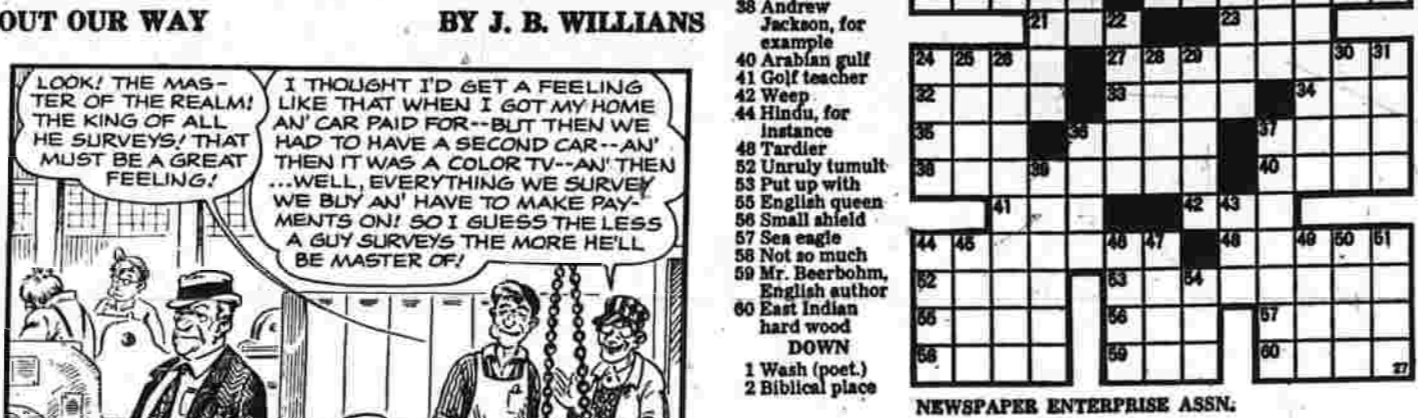 OUT OUR WAY
BY J. B. WILLIANS
LOOK! THE MAS-
TER OF THE REALM!
THE KING OF ALL
HE SURVEYS! THAT
MUST BE A GREAT
FEELING!
I THOUGHT I'D GET A FEELING
LIKE THAT WHEN I GOT MY HOME
AN' CAR PAID FOR--BUT THEN WE
HAD TO HAVE A SECOND CAR--AN'
THEN IT WAS A COLOR TV--AN' THEN
...WELL, EVERYTHING WE SURVEY
WE BUY AN' HAVE TO MAKE PAY-
MENTS ON! SO I GUESS THE LESS
A GUY SURVEYS THE MORE HE'LL
BE MASTER OF!
38 Andrew
Jackson, for
example
40 Arabian gulf
41 Golf teacher
42 Weep
44 Hindu, for
instance
48 Tardier
52 Unruly tumult
53 Put up with
55 English queen
56 Small shield
57 Sea eagle
58 Not so much
59 Mr. Beerbohm,
English author
60 East Indian
hard wood
DOWN
1 Wash (poet.)
2 Biblical place
21 22 23
24 25 26 27 28 29 30 31
32 33 34
35 36 37
38 39 40
41 42 43
44 45 46 47 48 49 50 51
52 53 54
55 56 57
58 59 60
27
NEWSPAPER ENTERPRISE ASSN.